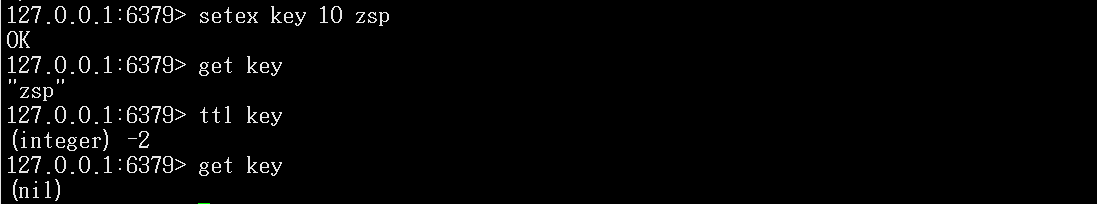 127.0.0.1:6379> setex key 10 zsp
OK
127.0.0.1:6379> get key
"zsp"
127.0.0.1:6379> ttl key
(integer) -2
127.0.0.1:6379> get key
(nil)